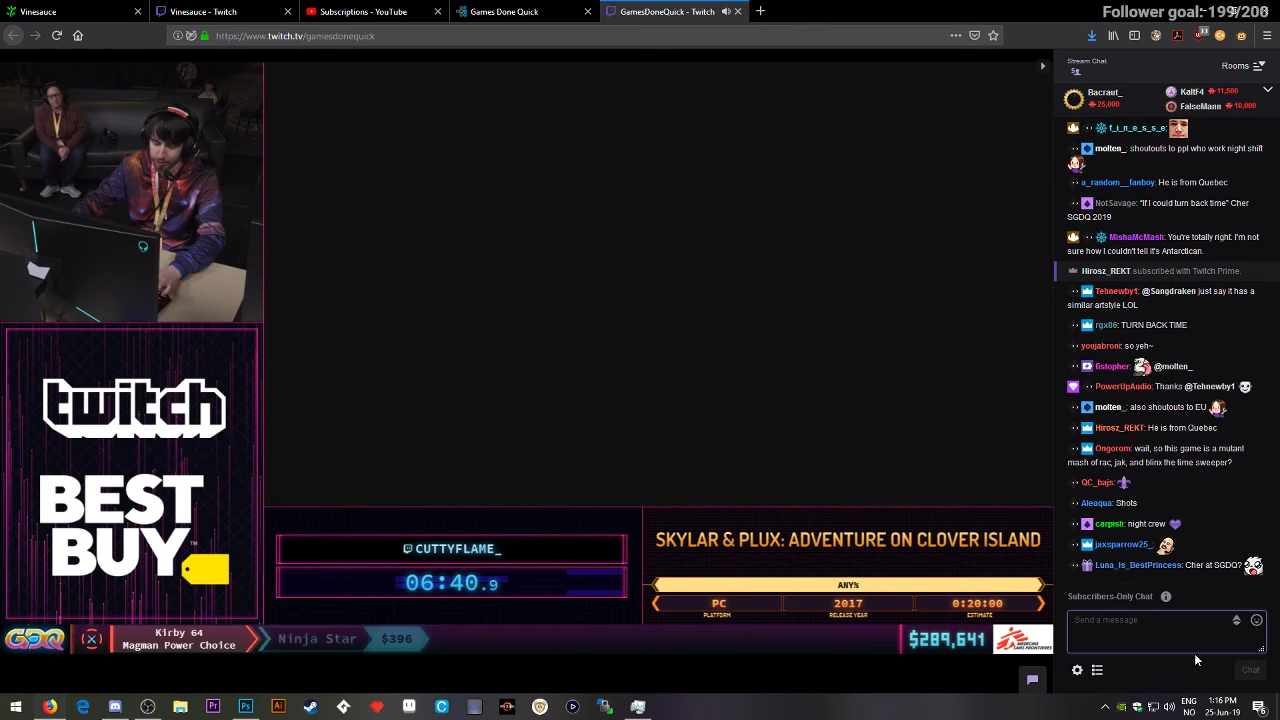 Vinesauce
Vinesauce - Twitch
Subscriptions - YouTube
Games Done Quick
GamesDoneQuick - Twitch
Follower goal: 199/200
https://www.twitch.tv/gamesdonequick
Stream Chat
Rooms
Bacraut_
25,000
KaltF4 11,500
FalseMann 10,000
f_i_n_e_s_s_e:
molten_: shoutouts to ppl who work night shift
a_random__fanboy: He is from Quebec
NotSavage: "If I could turn back time" Cher
SGDQ 2019
MishaMcMash: You're totally right. I'm not
sure how I couldn't tell it's Antarctican.
Hirosz_REKT subscribed with Twitch Prime.
Tehnewby1: @Sangdraken just say it has a
similar artstyle LOL
rqx86: TURN BACK TIME
youjabroni: so yeh~
fistopher: @molten_
PowerUpAudio: Thanks @Tehnewby1
molten_: also shoutouts to EU
Hirosz_REKT: He is from Quebec
Ongorom: wait, so this game is a mutant
mash of rac, jak, and blinx the time sweeper?
QC_bajs:
Aleaqua: Shots
carpish: night crew
jaxsparrow25_:
Luna_Is_BestPrincess: Cher at SGDQ?
Subscribers-Only Chat
Send a message
Chat
twitch
BEST
BUY™
CUTTYFLAME_
06:40.9
SKYLAR & PLUX: ADVENTURE ON CLOVER ISLAND
ANY%
PC
PLATFORM
2017
RELEASE YEAR
0:20:00
ESTIMATE
GDQ
Kirby 64
Magman Power Choice
Ninja Star
$396
$289,641
MEDECINS
SANS FRONTIERES
ENG
NO
1:16 PM
25-Jun-19